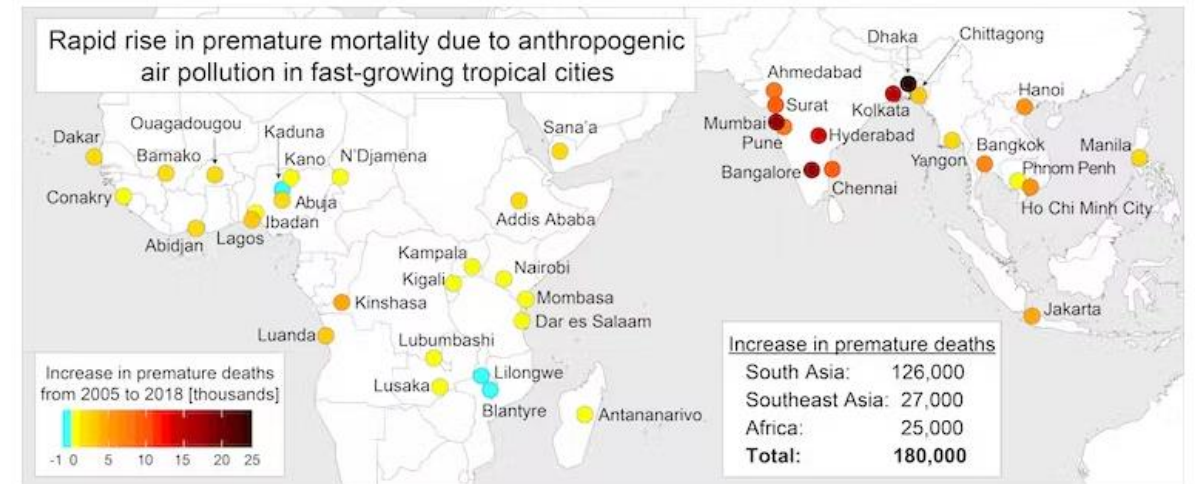 Rapid rise in premature mortality due to anthropogenic
air pollution in fast-growing tropical cities
Dhaka
Chittagong
Ahmedabad
Surat
Kolkata
Hanoi
Mumbai
Pune
Hyderabad
Yangon
Bangkok
Manila
Bangalore
Chennai
Phnom Penh
Ho Chi Minh City
Jakarta
Dakar
Ouagadougou
Kaduna
Sana'a
Bamako
Kano
N'Djamena
Conakry
Abuja
Ibadan
Lagos
Abidjan
Addis Ababa
Kampala
Kigali
Nairobi
Kinshasa
Mombasa
Dar es Salaam
Luanda
Lubumbashi
Lilongwe
Lusaka
Blantyre
Antananarivo
Increase in premature deaths
from 2005 to 2018 [thousands]
-1 0 5 10 15 20 25
Increase in premature deaths
South Asia: 126,000
Southeast Asia: 27,000
Africa: 25,000
Total: 180,000